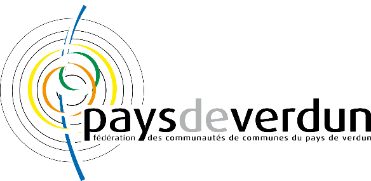 paysdeverdun
fédération des communautés de communes du pays de verdun